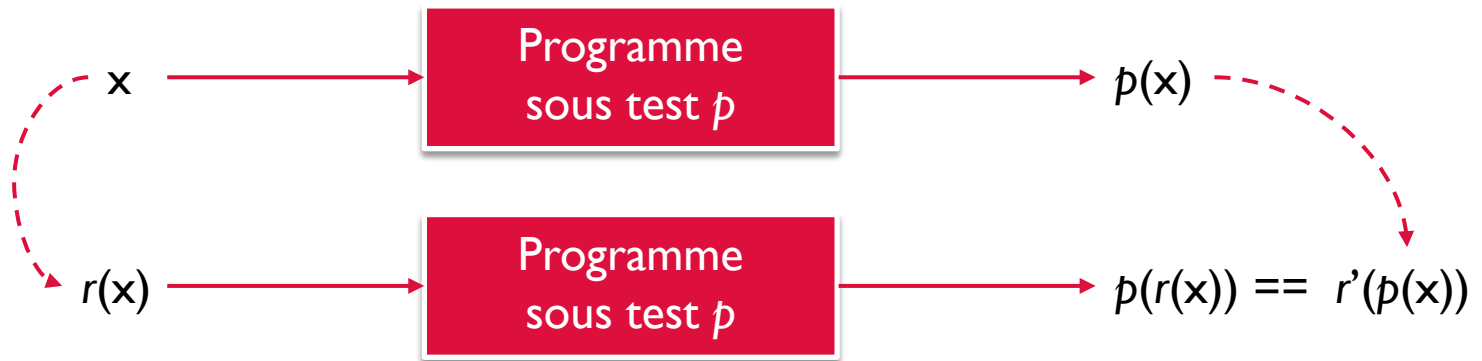 x
Programme
sous test p
p(x)
r(x)
Programme
sous test p
p(r(x)) == r’(p(x))